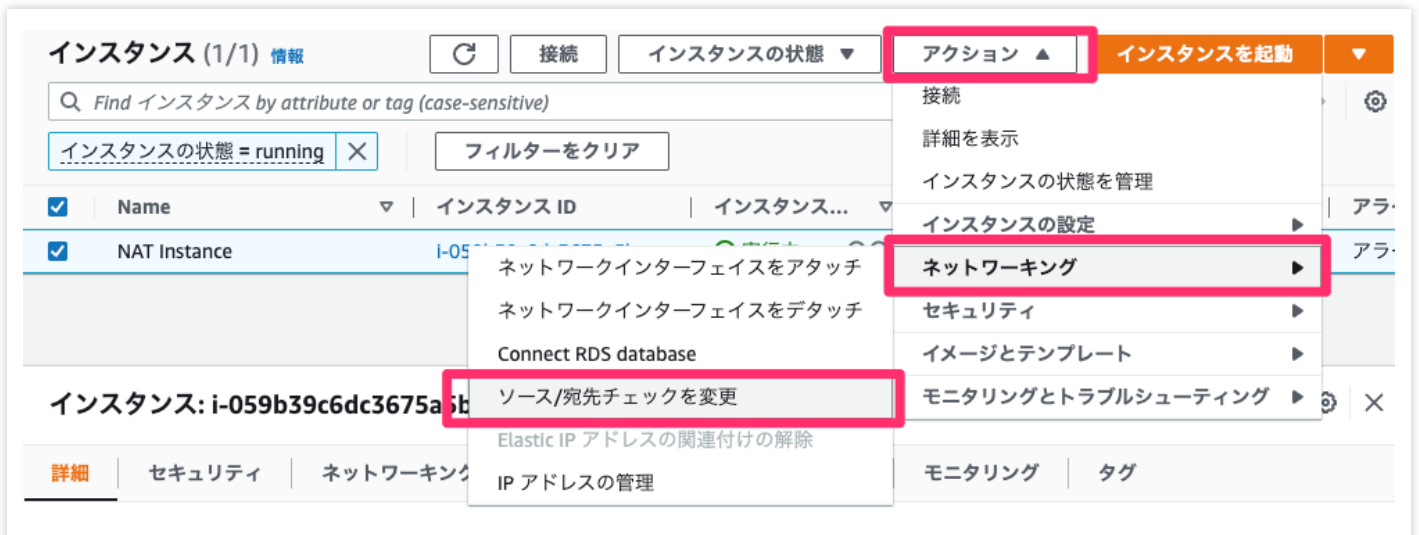 インスタンス (1/1) 情報 接続 インスタンスの状態 ▼ アクション ▲ インスタンスを起動 ▼
Find インスタンス by attribute or tag (case-sensitive)
インスタンスの状態 = running フィルターをクリア
Name インスタンス ID インスタンス... アラー
NAT Instance アラー
接続
詳細を表示
インスタンスの状態を管理
インスタンスの設定
ネットワーキング
セキュリティ
イメージとテンプレート
モニタリングとトラブルシューティング
ネットワークインターフェイスをアタッチ
ネットワークインターフェイスをデタッチ
Connect RDS database
ソース/宛先チェックを変更
Elastic IP アドレスの関連付けの解除
IP アドレスの管理
インスタンス: i-059b39c6dc3675a
詳細 セキュリティ ネットワーキング モニタリング タグ